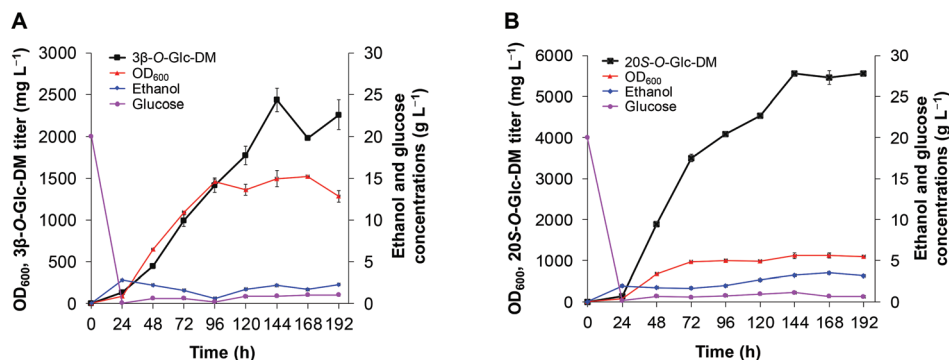 A
3β-O-Glc-DM
OD600
Ethanol
Glucose
OD600, 3β-O-Glc-DM titer (mg L−1)
3000
2500
2000
1500
1000
500
0
30
25
20
15
10
5
0
Ethanol and glucose
concentrations (g L−1)
0 24 48 72 96 120 144 168 192
Time (h)
B
20S-O-Glc-DM
OD600
Ethanol
Glucose
OD600, 20S-O-Glc-DM titer (mg L−1)
6000
5000
4000
3000
2000
1000
0
30
25
20
15
10
5
0
Ethanol and glucose
concentrations (g L−1)
0 24 48 72 96 120 144 168 192
Time (h)